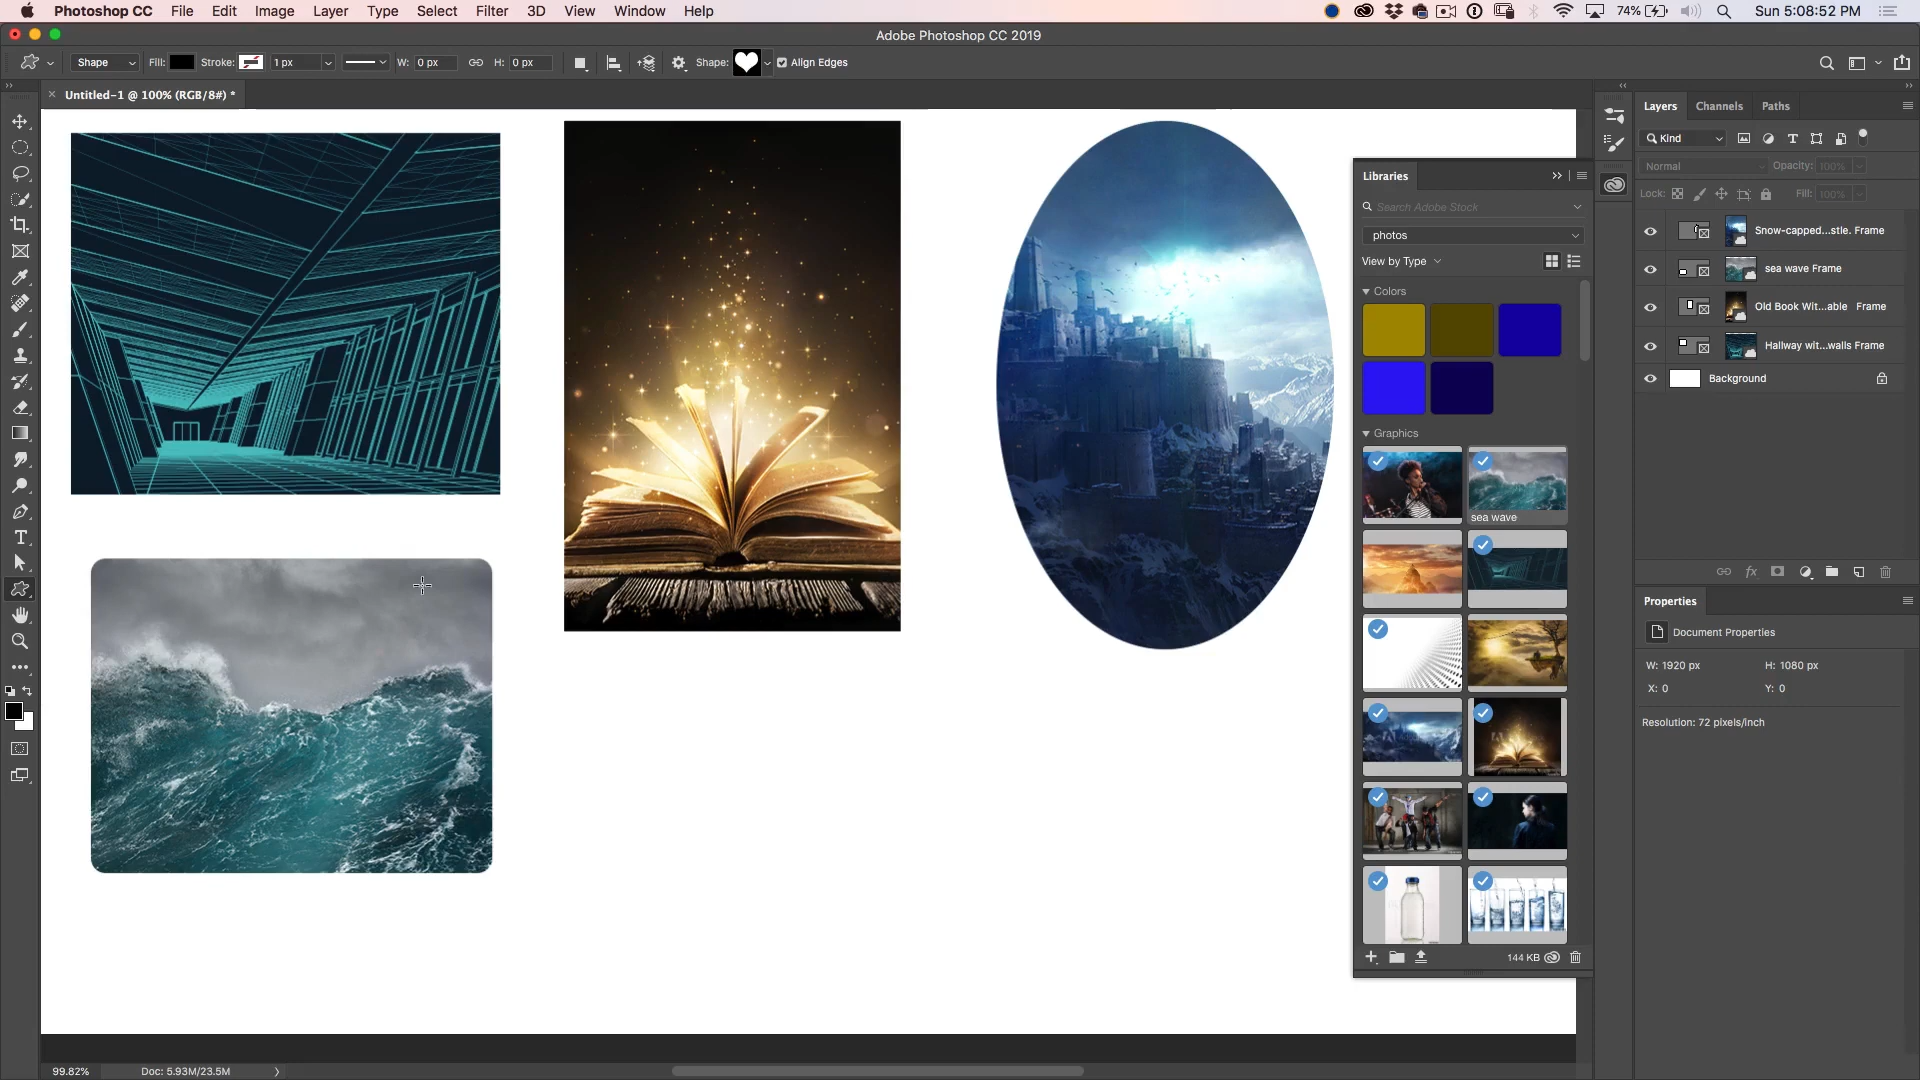 Photoshop CC File Edit Image Layer Type Select Filter 3D View Window Help 74% Sun 5:08:52 PM
Adobe Photoshop CC 2019
Shape Fill: Stroke: 1 px W: 0 px H: 0 px Shape: Align Edges
Untitled-1 @ 100% (RGB/8#) *
Layers Channels Paths
Kind
Normal Opacity: 100%
Lock: Fill: 100%
Snow-capped...stle. Frame
sea wave Frame
Old Book Wit...able Frame
Hallway wit...walls Frame
Background
fx
Libraries
Search Adobe Stock
photos
View by Type
Colors
Graphics
sea wave
144 KB
Properties
Document Properties
W: 1920 px H: 1080 px
X: 0 Y: 0
Resolution: 72 pixels/inch
99.82% Doc: 5.93M/23.5M